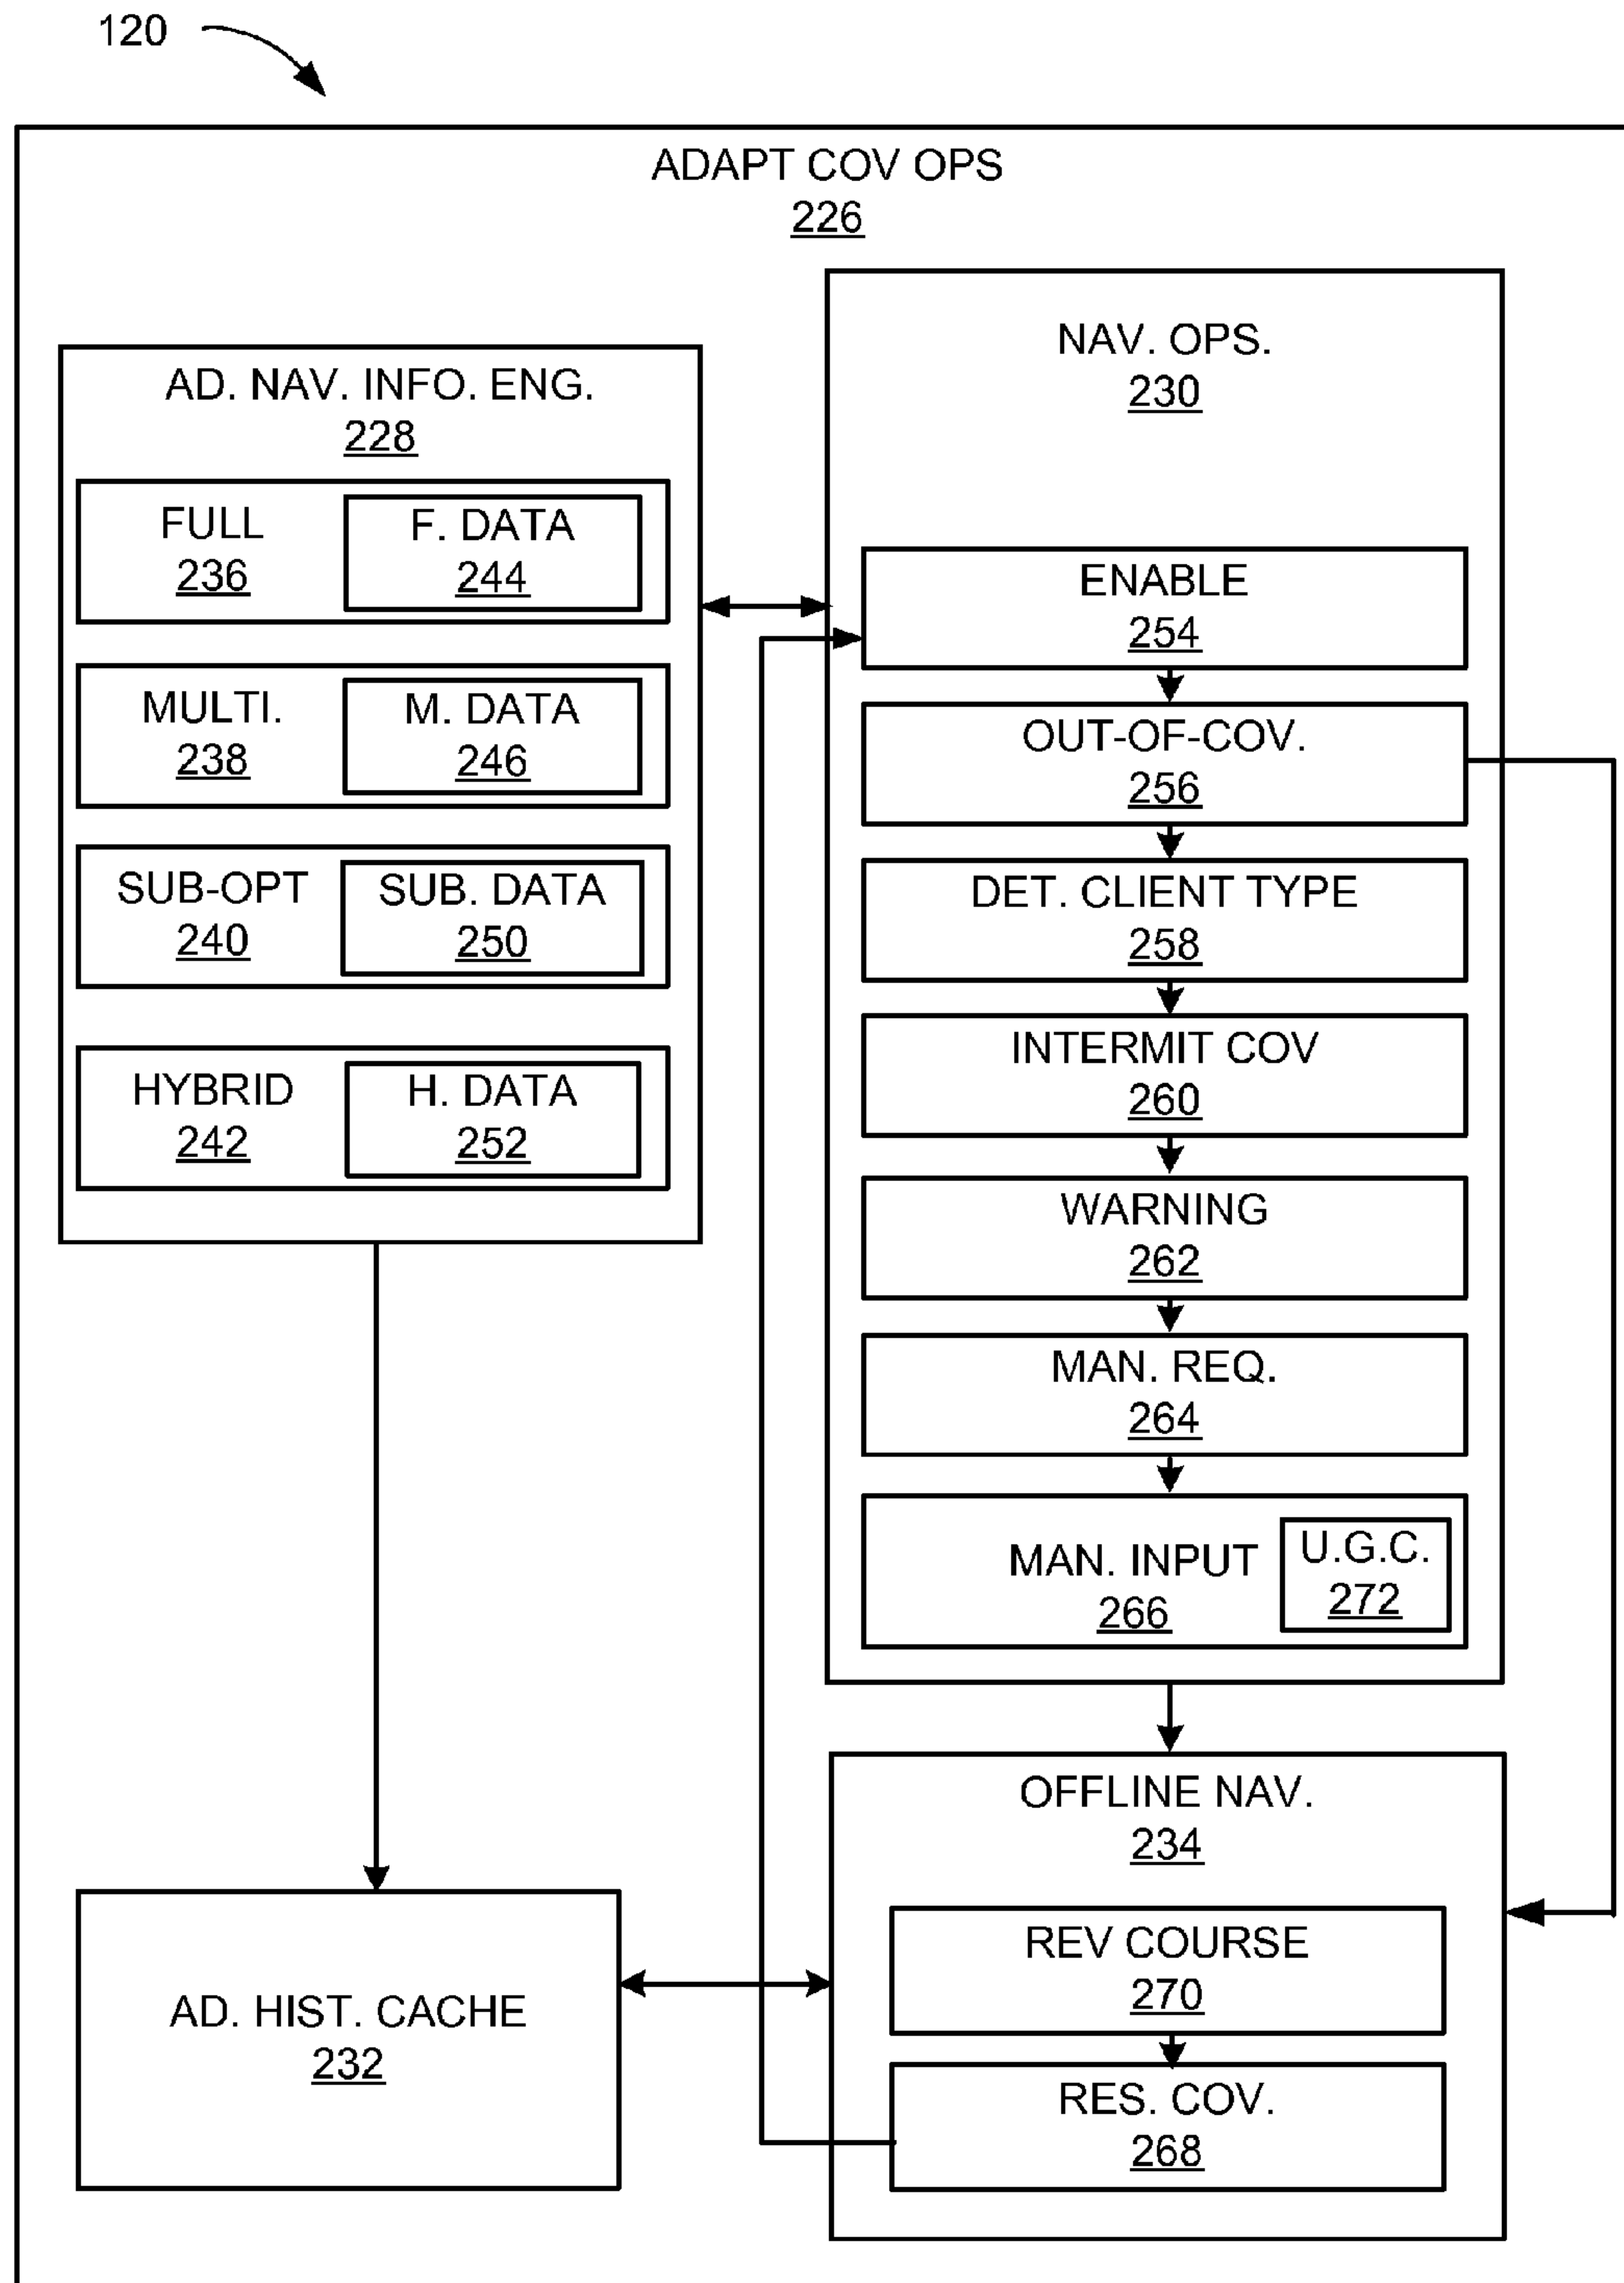 120
ADAPT COV OPS
226
AD. NAV. INFO. ENG.
228
FULL
236
F. DATA
244
MULTI.
238
M. DATA
246
SUB-OPT
240
SUB. DATA
250
HYBRID
242
H. DATA
252
NAV. OPS.
230
ENABLE
254
OUT-OF-COV.
256
DET. CLIENT TYPE
258
INTERMIT COV
260
WARNING
262
MAN. REQ.
264
MAN. INPUT
266
U.G.C.
272
AD. HIST. CACHE
232
OFFLINE NAV.
234
REV COURSE
270
RES. COV.
268